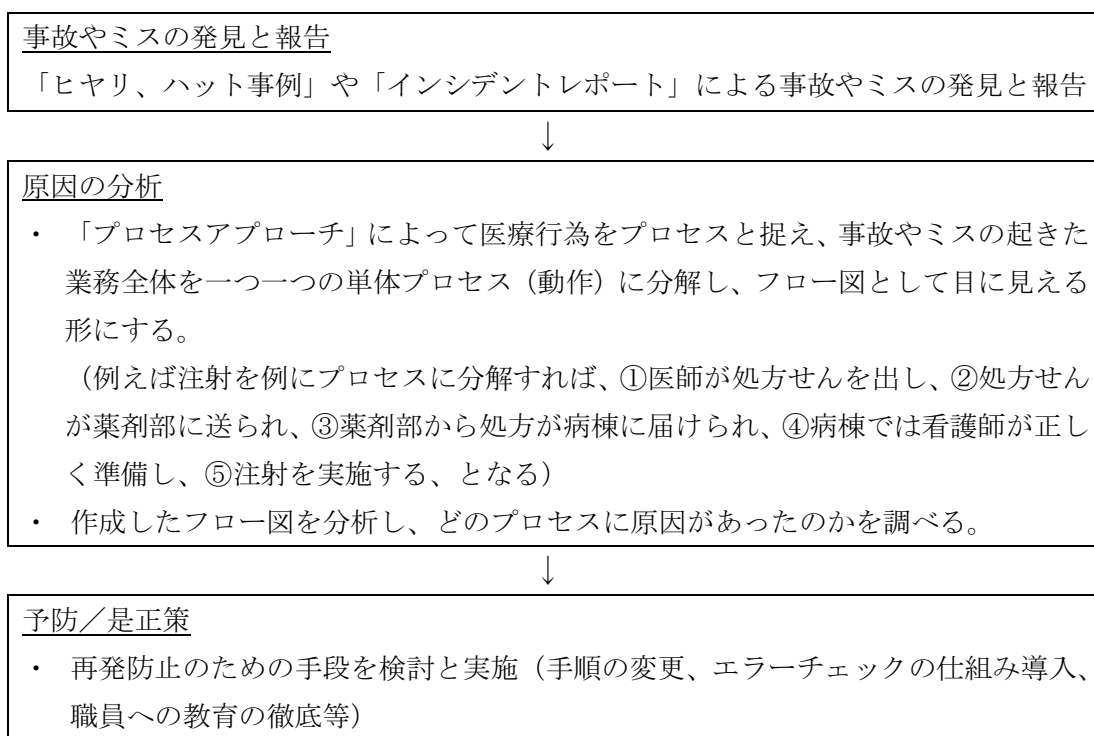 事故やミスの発見と報告
「ヒヤリ、ハット事例」や「インシデントレポート」による事故やミスの発見と報告
↓
原因の分析
・ 「プロセスアプローチ」によって医療行為をプロセスと捉え、事故やミスの起きた
業務全体を一つ一つの単体プロセス（動作）に分解し、フロー図として目に見える
形にする。
（例えば注射を例にプロセスに分解すれば、①医師が処方せんを出し、②処方せん
が薬剤部に送られ、③薬剤部から処方が病棟に届けられ、④病棟では看護師が正し
く準備し、⑤注射を実施する、となる）
・ 作成したフロー図を分析し、どのプロセスに原因があったのかを調べる。
↓
予防／是正策
・ 再発防止のための手段を検討と実施（手順の変更、エラーチェックの仕組み導入、
職員への教育の徹底等）